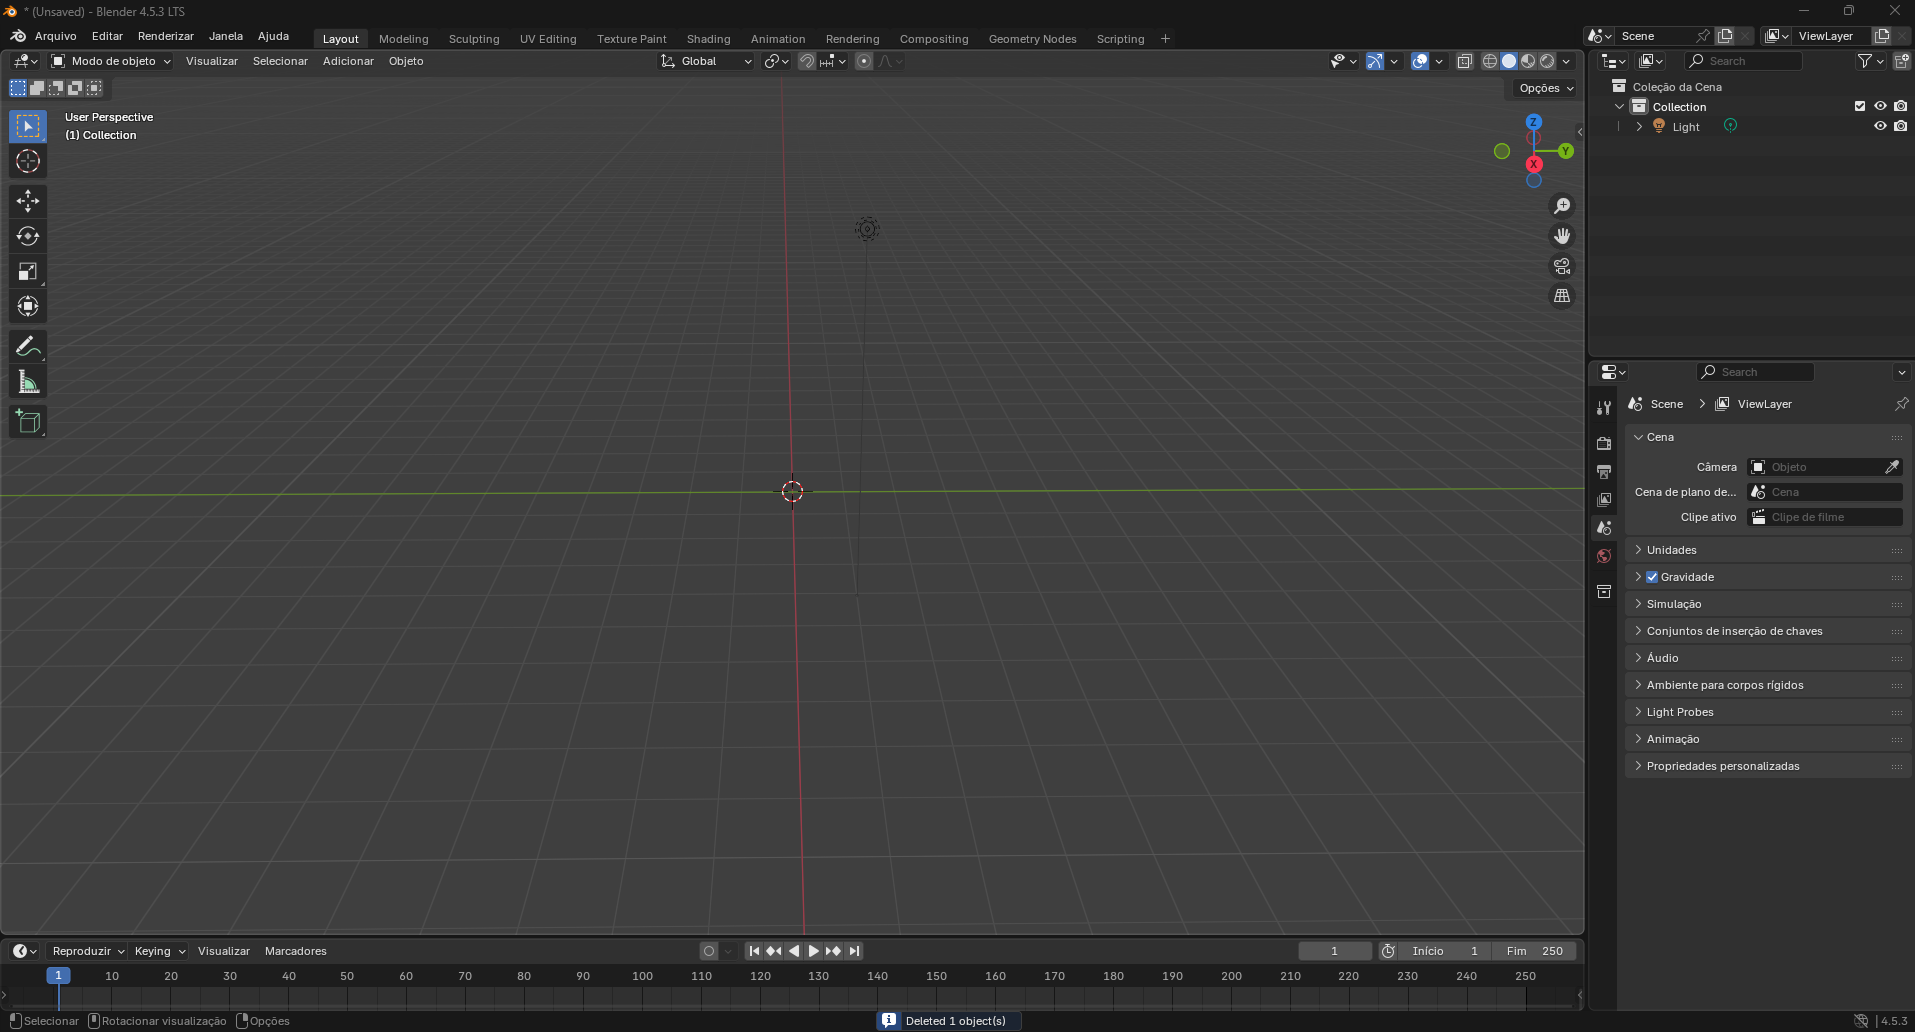 * (Unsaved) - Blender 4.5.3 LTS
Arquivo Editar Renderizar Janela Ajuda Layout Modeling Sculpting UV Editing Texture Paint Shading Animation Rendering Compositing Geometry Nodes Scripting + Scene ViewLayer
Modo de objeto Visualizar Selecionar Adicionar Objeto Global Search
Opções
User Perspective
(1) Collection
Z
Y
X
Coleção da Cena
Collection
Light
Search
Scene > ViewLayer
Cena
Câmera Objeto
Cena de plano de... Cena
Clipe ativo Clipe de filme
Unidades
Gravidade
Simulação
Conjuntos de inserção de chaves
Áudio
Ambiente para corpos rígidos
Light Probes
Animação
Propriedades personalizadas
Reproduzir Keying Visualizar Marcadores 1 Início 1 Fim 250
1 10 20 30 40 50 60 70 80 90 100 110 120 130 140 150 160 170 180 190 200 210 220 230 240 250
Selecionar Rotacionar visualização Opções Deleted 1 object(s) 4.5.3